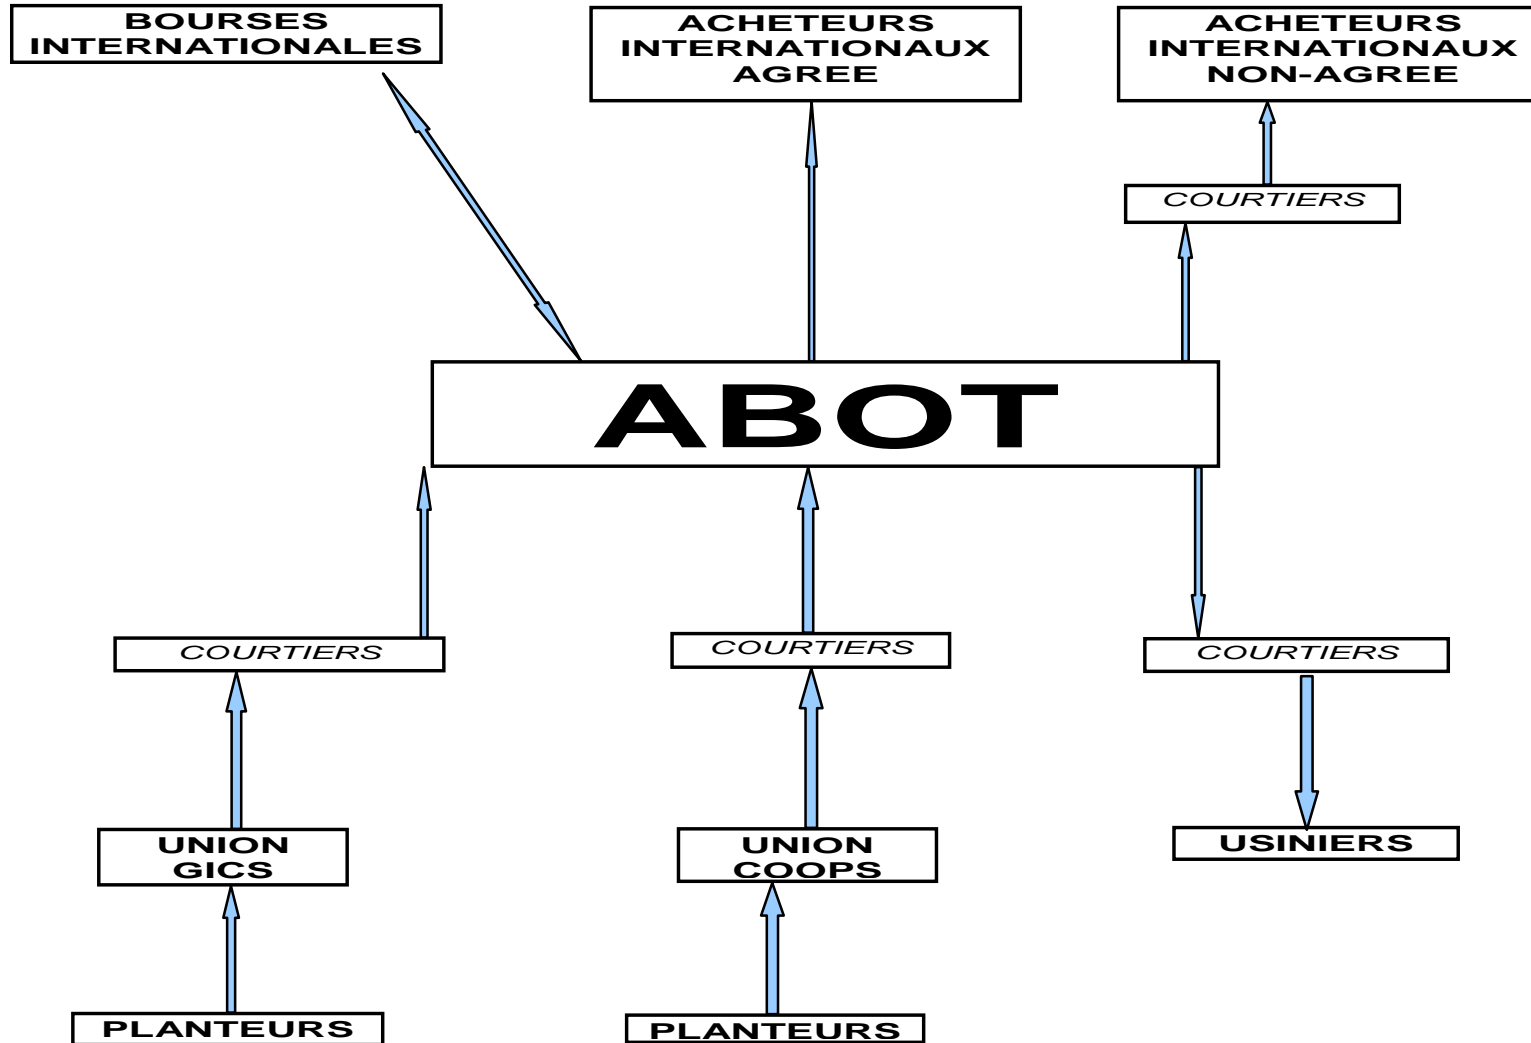 BOURSES
INTERNATIONALES
ACHETEURS
INTERNATIONAUX
AGREE
ACHETEURS
INTERNATIONAUX
NON-AGREE
COURTIERS
ABOT
COURTIERS
COURTIERS
COURTIERS
UNION
GICS
UNION
COOPS
USINIERS
PLANTEURS
PLANTEURS